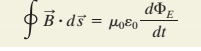 ∮ B⃗ · ds⃗ = μ₀ε₀ dΦ_E/dt